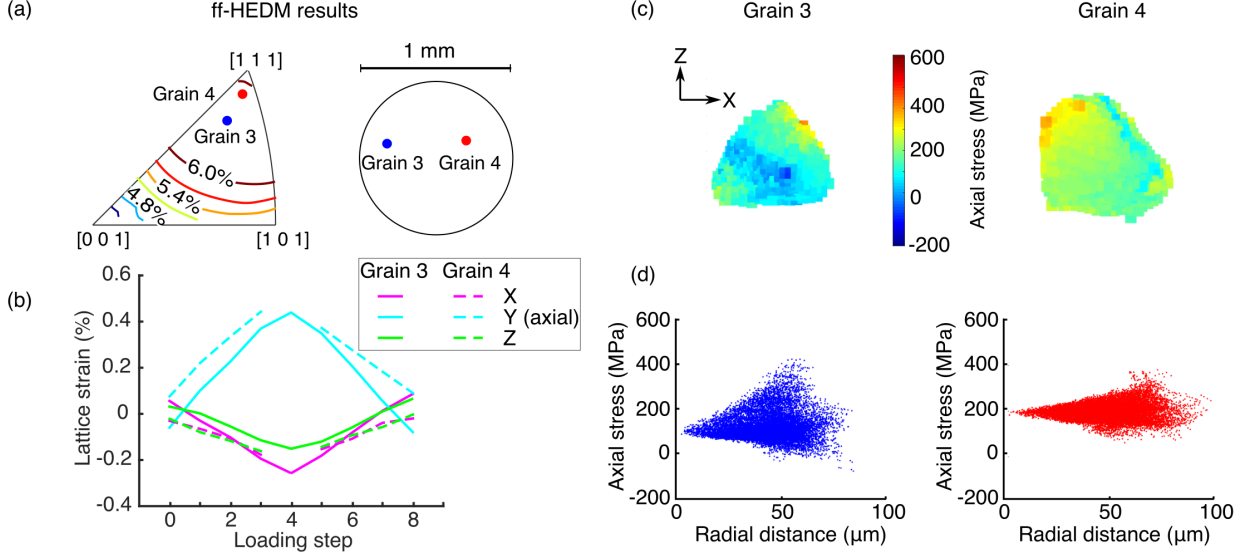 (a)
ff-HEDM results
[1 1 1]
Grain 4
Grain 3
6.0%
5.4%
4.8%
[0 0 1]
[1 0 1]
1 mm
Grain 3
Grain 4
(b)
Grain 3 Grain 4
X
Y (axial)
Z
0.6
0.4
0.2
0
-0.2
-0.4
Lattice strain (%)
0 2 4 6 8
Loading step
(c)
Grain 3
Grain 4
Z
X
600
400
200
0
-200
Axial stress (MPa)
(d)
600
400
200
0
-200
Axial stress (MPa)
0 50 100
Radial distance (μm)
600
400
200
0
-200
Axial stress (MPa)
0 50 100
Radial distance (μm)